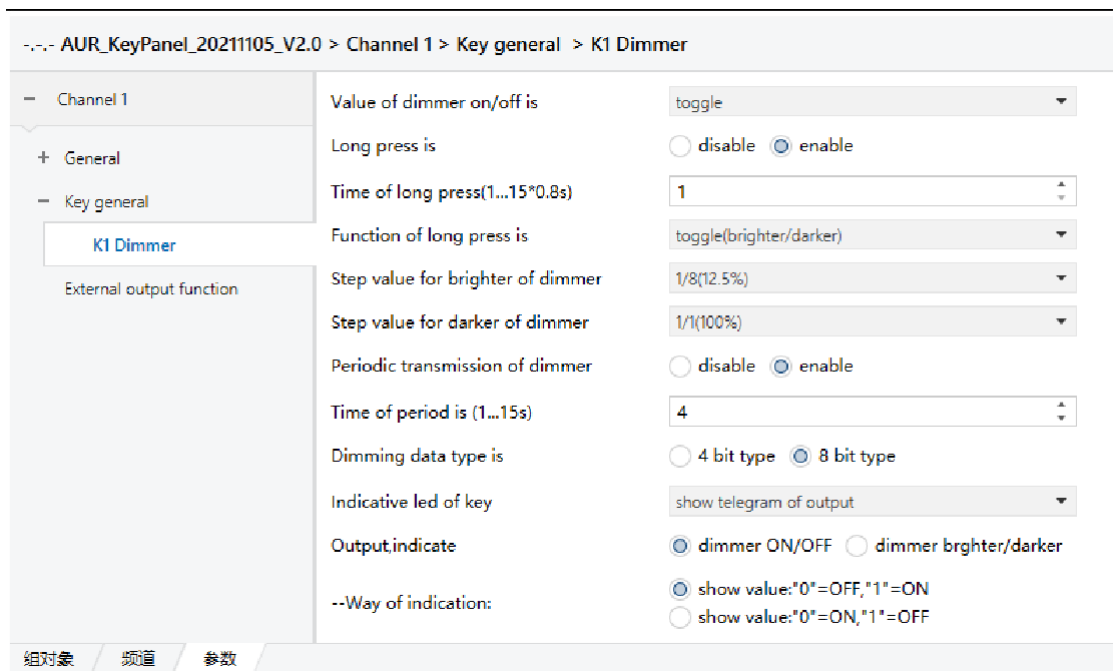 -.-.- AUR_KeyPanel_20211105_V2.0 > Channel 1 > Key general > K1 Dimmer
− Channel 1
+ General
− Key general
K1 Dimmer
External output function
Value of dimmer on/off is toggle
Long press is disable enable
Time of long press(1...15*0.8s) 1
Function of long press is toggle(brighter/darker)
Step value for brighter of dimmer 1/8(12.5%)
Step value for darker of dimmer 1/1(100%)
Periodic transmission of dimmer disable enable
Time of period is (1...15s) 4
Dimming data type is 4 bit type 8 bit type
Indicative led of key show telegram of output
Output,indicate dimmer ON/OFF dimmer brghter/darker
--Way of indication: show value:"0"=OFF,"1"=ON
show value:"0"=ON,"1"=OFF
组对象 频道 参数